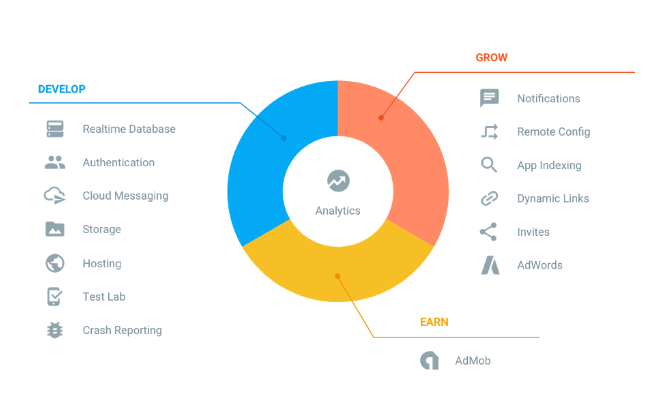 DEVELOP
Realtime Database
Authentication
Cloud Messaging
Storage
Hosting
Test Lab
Crash Reporting
Analytics
GROW
Notifications
Remote Config
App Indexing
Dynamic Links
Invites
AdWords
EARN
AdMob